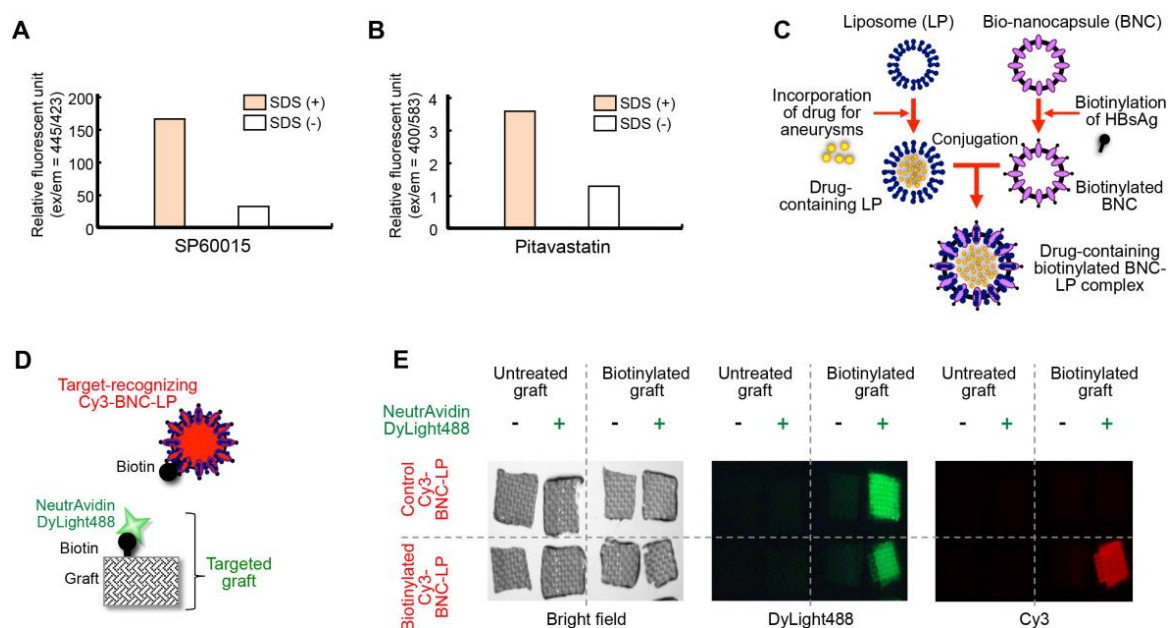 A
Relative fluorescent unit
(ex/em = 445/423)
200
150
100
50
0
SDS (+)
SDS (-)
SP60015
B
Relative fluorescent unit
(ex/em = 400/583)
4
3
2
1
0
SDS (+)
SDS (-)
Pitavastatin
C
Liposome (LP)
Bio-nanocapsule (BNC)
Incorporation
of drug for
aneurysms
Biotinylation
of HBsAg
Conjugation
Drug-
containing LP
Biotinylated
BNC
Drug-containing
biotinylated BNC-
LP complex
D
Target-recognizing
Cy3-BNC-LP
Biotin
NeutrAvidin
DyLight488
Biotin
Graft
Targeted
graft
E
Untreated
graft
Biotinylated
graft
Untreated
graft
Biotinylated
graft
Untreated
graft
Biotinylated
graft
NeutrAvidin
DyLight488
- + - + - + - + - + - +
Control
Cy3-
BNC-LP
Biotinylated
Cy3-
BNC-LP
Bright field
DyLight488
Cy3